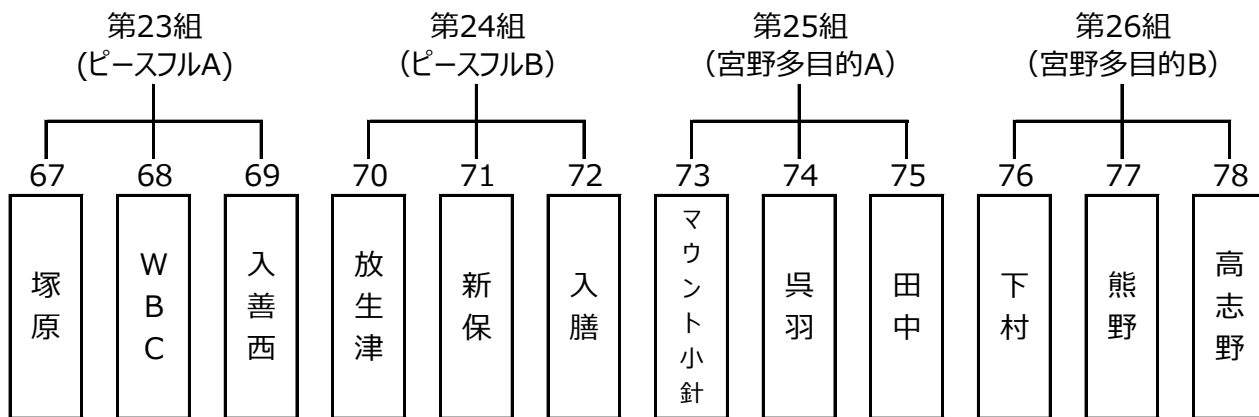 第23組
(ピースフルA)
第24組
（ピースフルB）
第25組
（宮野多目的A）
第26組
（宮野多目的B）
67
68
69
70
71
72
73
74
75
76
77
78
塚原
WBC
入善西
放生津
新保
入膳
マウント小針
呉羽
田中
下村
熊野
高志野